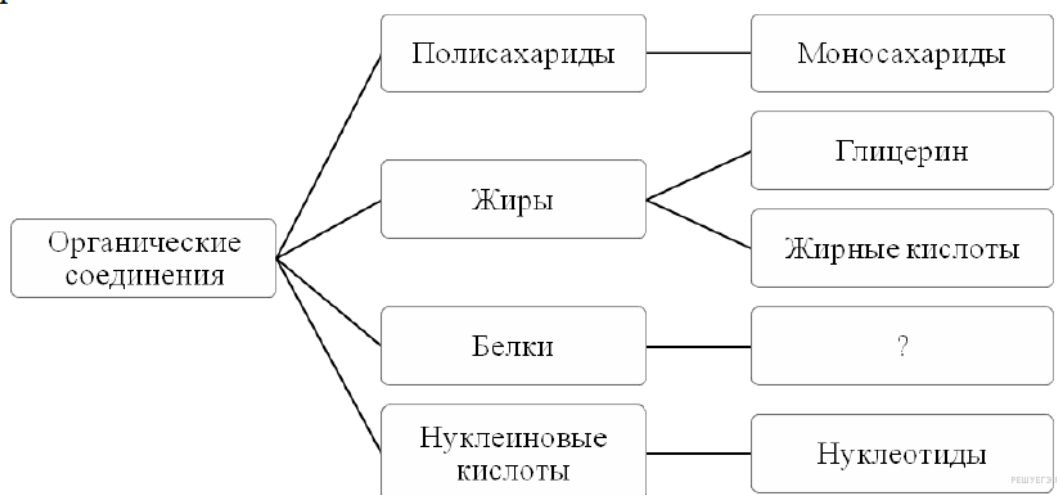 Полисахариды
Моносахариды
Глицерин
Жиры
Жирные кислоты
Органические
соединения
Белки
?
Нуклеиновые
кислоты
Нуклеотиды